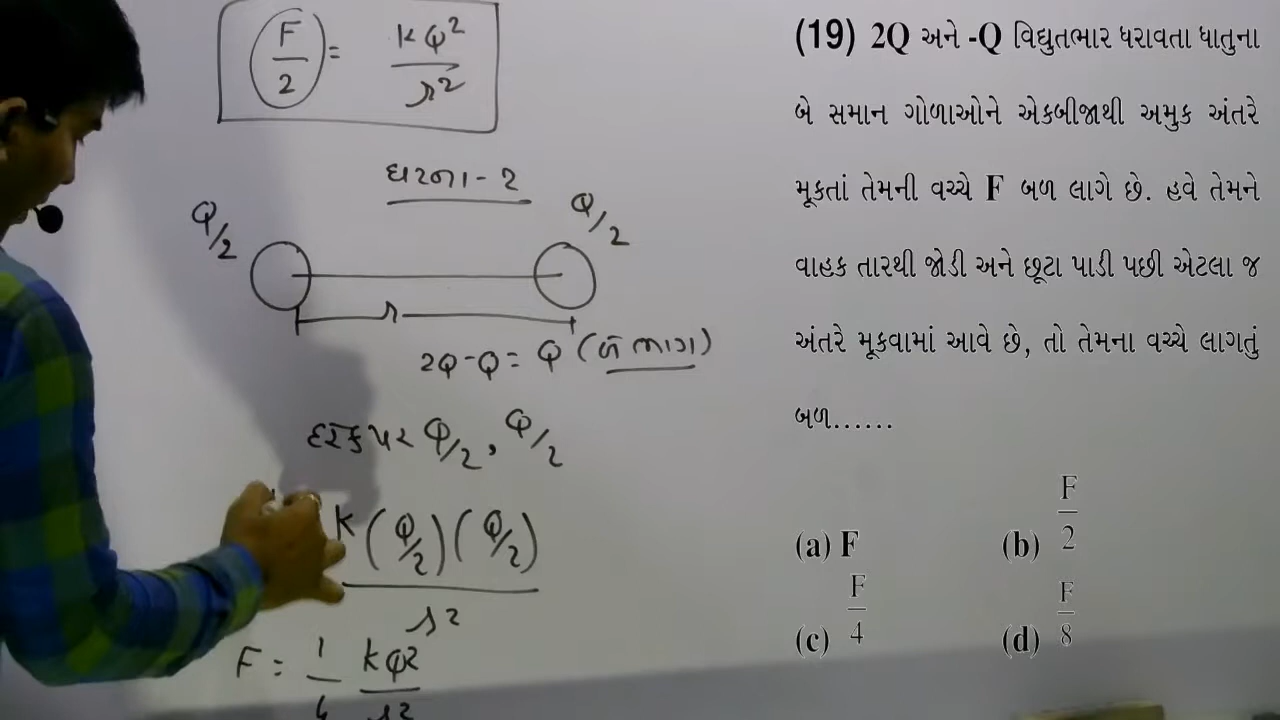 F/2 = kQ²/r²
ઘટના - ૨
Q/2 Q/2
r
2Q-Q = Q (બે ભાગ)
દરેક પર Q/2, Q/2
k(Q/2)(Q/2)/r²
F = 1/4 kQ²/r²
(19) 2Q અને -Q વિદ્યુતભાર ધરાવતા ધાતુના
બે સમાન ગોળાઓને એકબીજાથી અમુક અંતરે
મૂકતાં તેમની વચ્ચે F બળ લાગે છે. હવે તેમને
વાહક તારથી જોડી અને છૂટા પાડી પછી એટલા જ
અંતરે મૂકવામાં આવે છે, તો તેમના વચ્ચે લાગતું
બળ......
(a) F (b) F/2
(c) F/4 (d) F/8